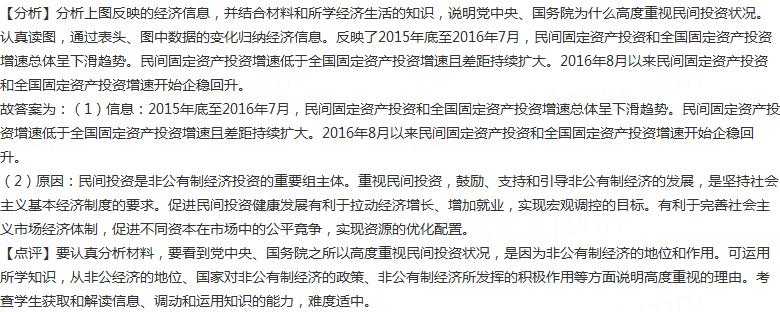 【分析】分析上图反映的经济信息，并结合材料和所学经济生活的知识，说明党中央、国务院为什么高度重视民间投资状况。
认真读图，通过表头、图中数据的变化归纳经济信息。反映了2015年底至2016年7月，民间固定资产投资和全国固定资产投资
增速总体呈下滑趋势。民间固定资产投资增速低于全国固定资产投资增速且差距持续扩大。2016年8月以来民间固定资产投资
和全国固定资产投资增速开始企稳回升。
故答案为：（1）信息：2015年底至2016年7月，民间固定资产投资和全国固定资产投资增速总体呈下滑趋势。民间固定资产投
资增速低于全国固定资产投资增速且差距持续扩大。2016年8月以来民间固定资产投资和全国固定资产投资增速开始企稳回
升。
（2）原因：民间投资是非公有制经济投资的重要组主体。重视民间投资，鼓励、支持和引导非公有制经济的发展，是坚持社会
主义基本经济制度的要求。促进民间投资健康发展有利于拉动经济增长、增加就业，实现宏观调控的目标。有利于完善社会主
义市场经济体制，促进不同资本在市场中的公平竞争，实现资源的优化配置。
【点评】要认真分析材料，要看到党中央、国务院之所以高度重视民间投资状况，是因为非公有制经济的地位和作用。可运用
所学知识，从非公经济的地位、国家对非公有制经济的政策、非公有制经济所发挥的积极作用等方面说明高度重视的理由。考
查学生获取和解读信息、调动和运用知识的能力，难度适中。